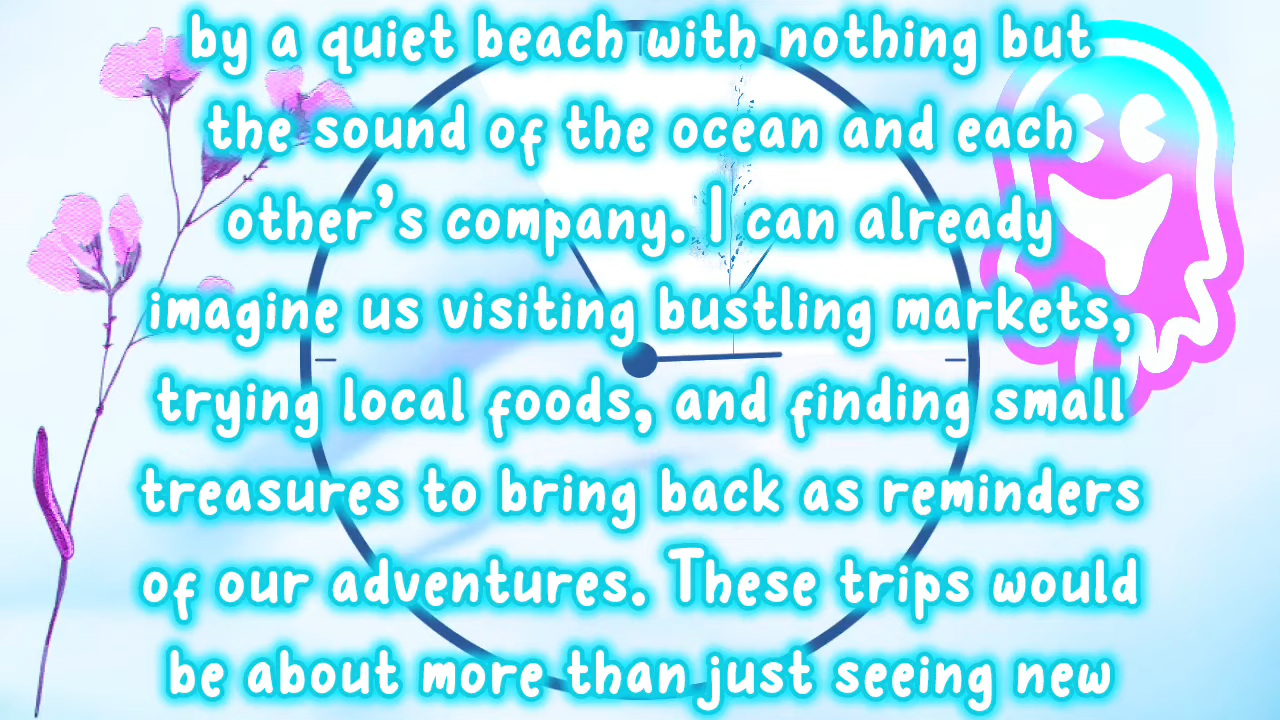 by a quiet beach with nothing but
the sound of the ocean and each
other's company. I can already
imagine us visiting bustling markets,
trying local foods, and finding small
treasures to bring back as reminders
of our adventures. These trips would
be about more than just seeing new